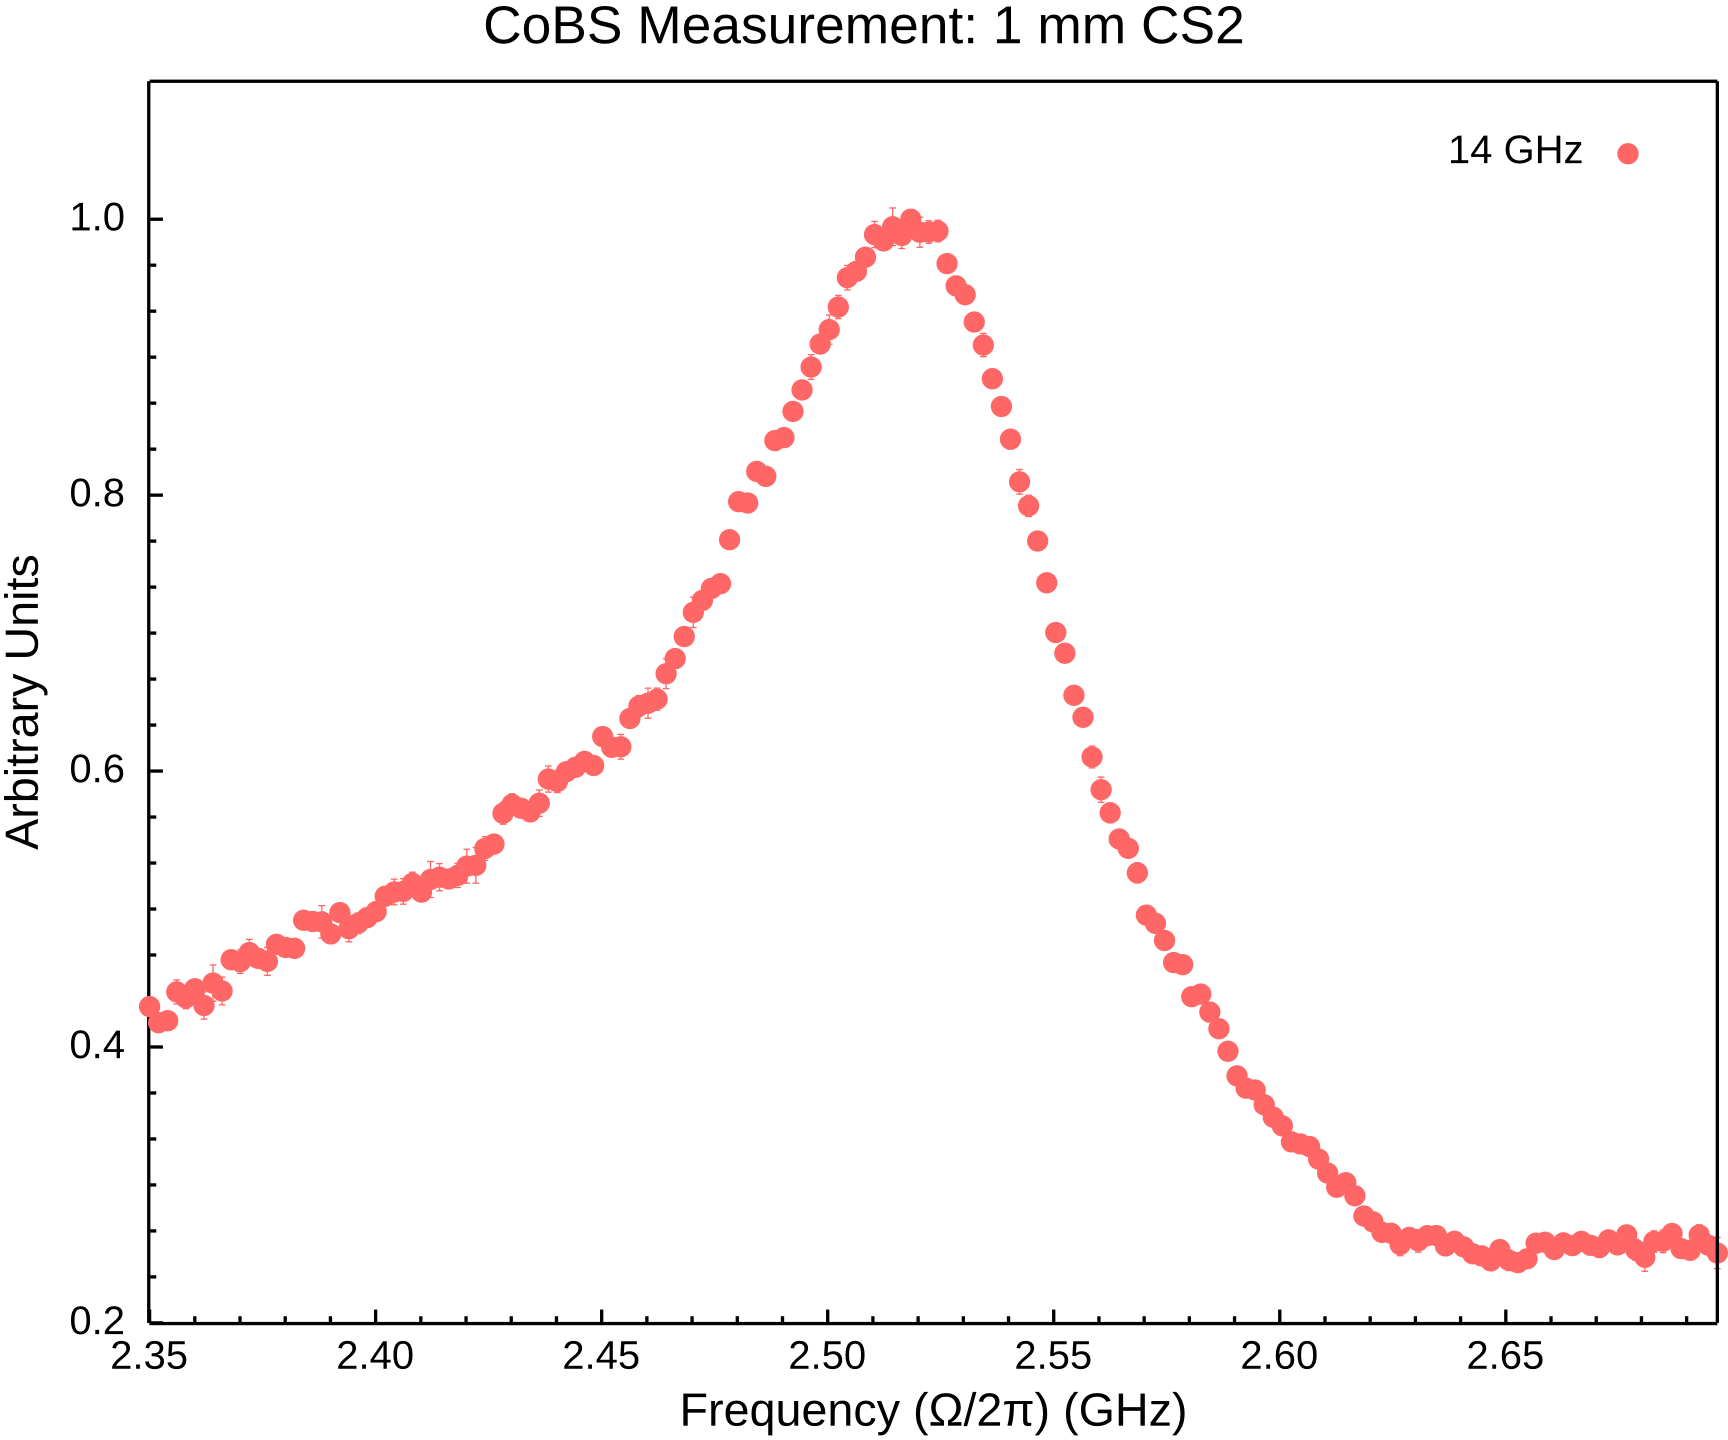 CoBS Measurement: 1 mm CS2
14 GHz
1.0
0.8
0.6
0.4
0.2
Arbitrary Units
2.35 2.40 2.45 2.50 2.55 2.60 2.65
Frequency (Ω/2π) (GHz)